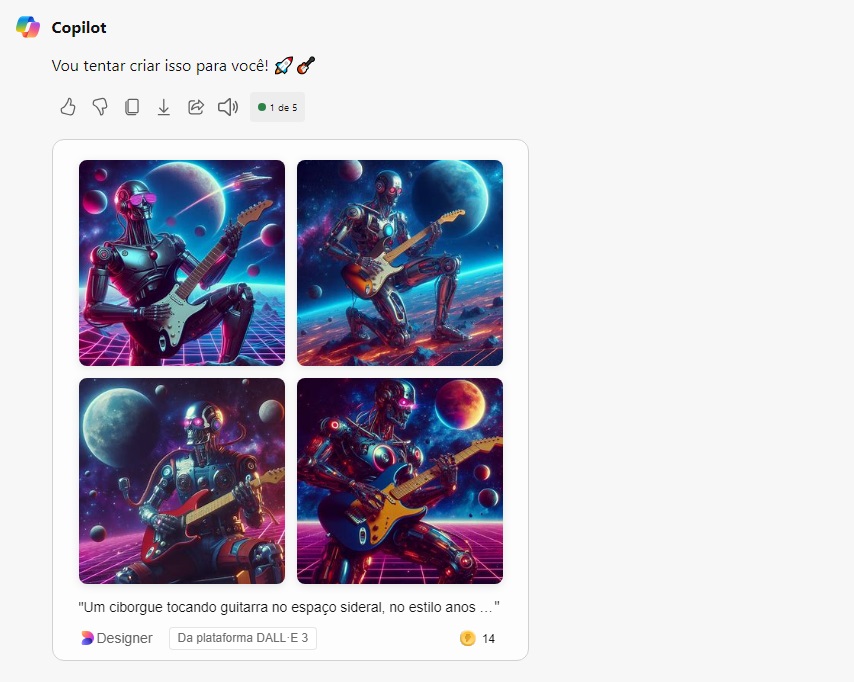 Copilot
Vou tentar criar isso para você! 🚀🎸
1 de 5
"Um ciborgue tocando guitarra no espaço sideral, no estilo anos ..."
Designer
Da plataforma DALL·E 3
14